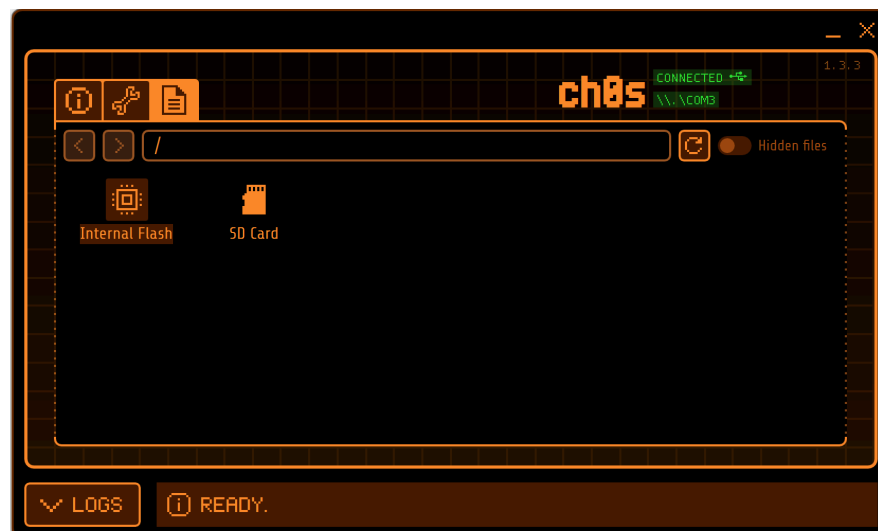 1.3.3
ch0s
CONNECTED
\\.\COM3
/
Hidden files
Internal Flash
SD Card
LOGS
READY.